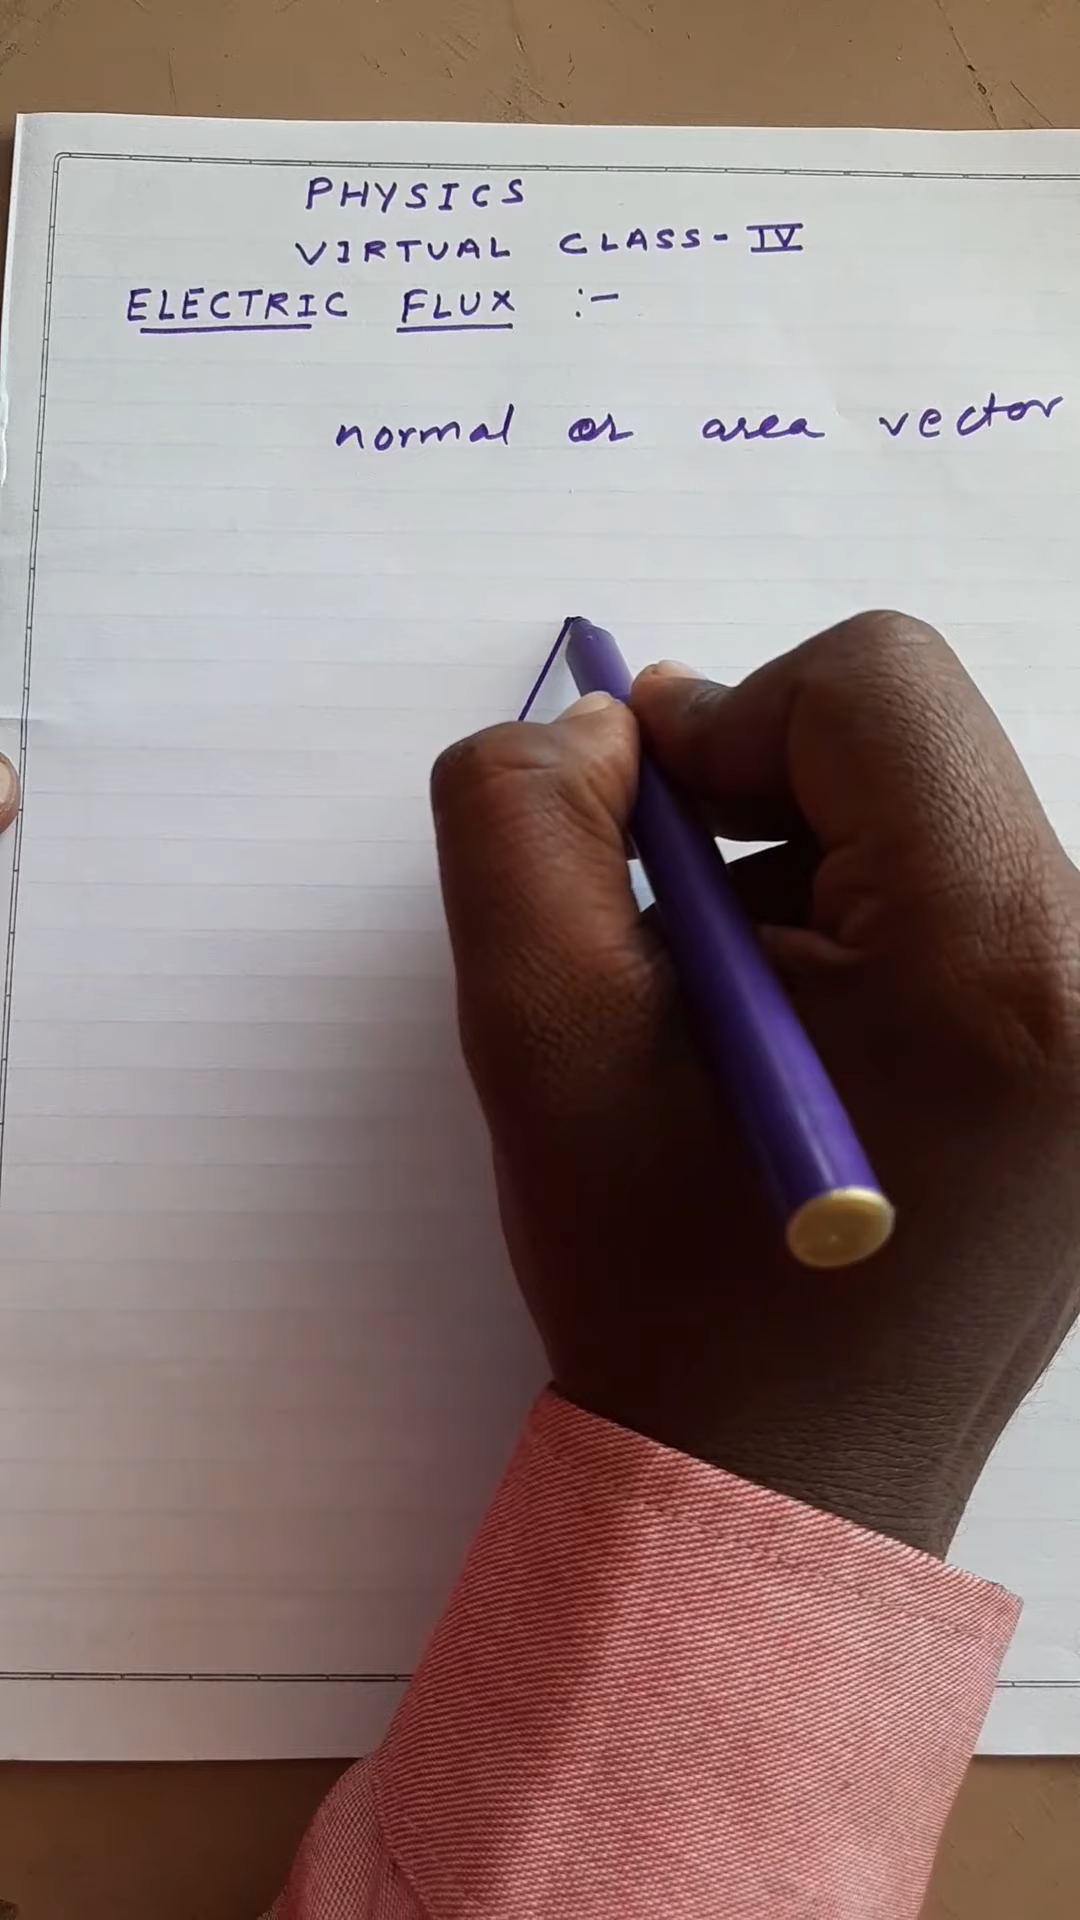 PHYSICS
VIRTUAL CLASS-IV
ELECTRIC FLUX :-
normal or area vector